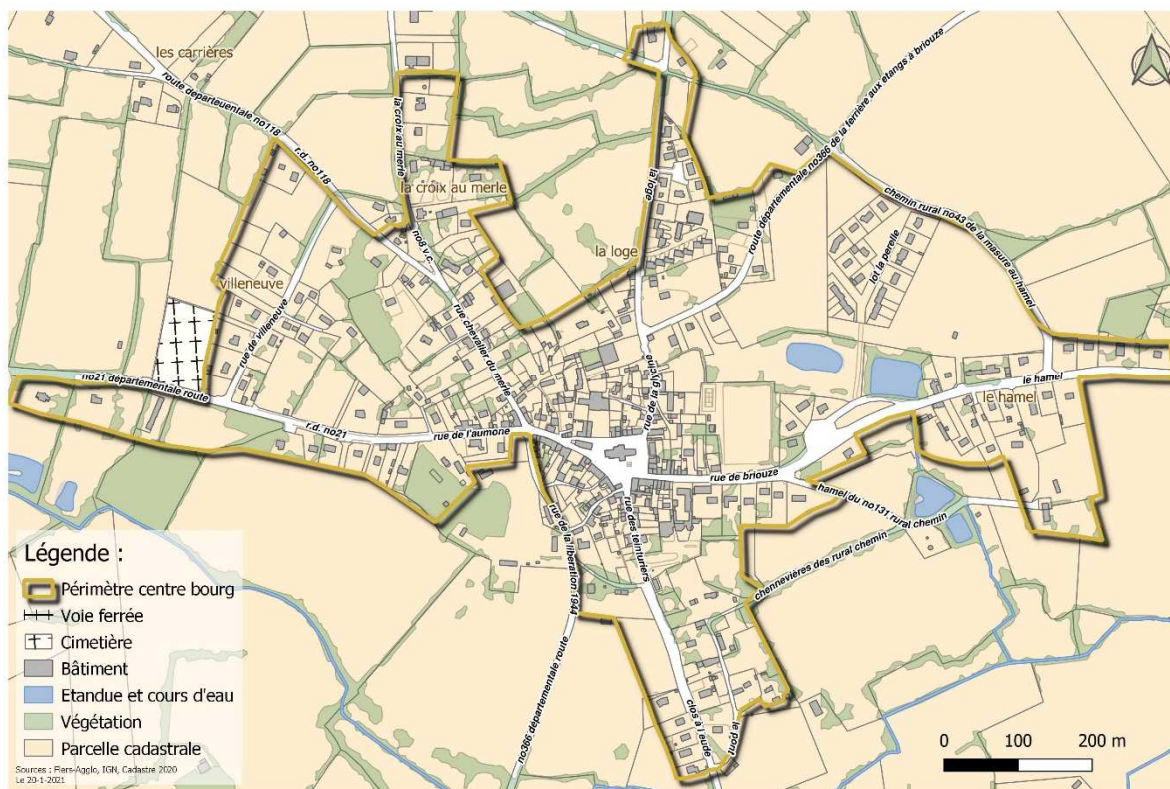 les carrières
route departeuentale no118
r.d. no118
la croix au merle
la croix au merle
no8 v.c.
la loge
la loge
route départementale no366 de la ferrière aux etangs à briouze
chemin rural no43 de la masure au hamel
lot la perelle
villeneuve
rue de villeneuve
rue chevalier du merle
rue de la glycine
no21 départementale route
r.d. no21
rue de l'aumone
le hamel
le hamel
rue de briouze
hamel du no131 rural chemin
rue de la liberation 1944
rue des teinturiers
chennevières des rural chemin
no366 départementale route
clos à l eude
le pont
Légende :
Périmètre centre bourg
Voie ferrée
Cimetière
Bâtiment
Etandue et cours d'eau
Végétation
Parcelle cadastrale
Sources : Flers-Agglo, IGN, Cadastre 2020
Le 20-1-2021
0 100 200 m